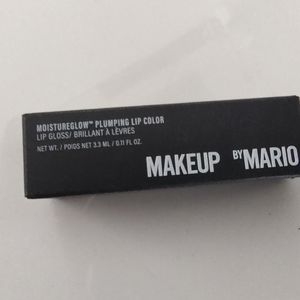 MOISTUREGLOW™ PLUMPING LIP COLOR
LIP GLOSS/ BRILLANT À LÈVRES
NET WT. / POIDS NET 3.3 ML / 0.11 FL OZ.
MAKEUP BY MARIO